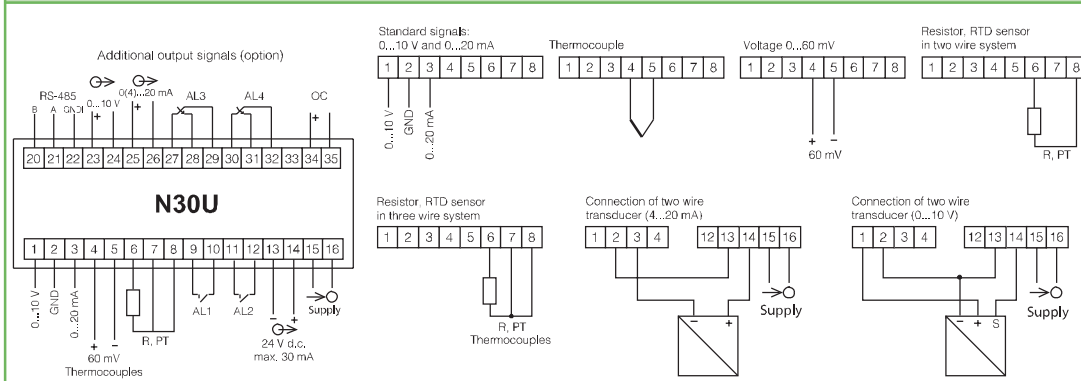 Additional output signals (option)
RS-485
B A GND
0...10 V
+
0(4)...20 mA
+
AL3
AL4
OC
+ -
20 21 22 23 24 25 26 27 28 29 30 31 32 33 34 35
N30U
1 2 3 4 5 6 7 8 9 10 11 12 13 14 15 16
0...10 V
GND
0...20 mA
+ -
60 mV
Thermocouples
R, PT
AL1
AL2
- +
24 V d.c.
max. 30 mA
Supply
Standard signals:
0...10 V and 0...20 mA
1 2 3 4 5 6 7 8
0...10 V
GND
0...20 mA
Thermocouple
1 2 3 4 5 6 7 8
Voltage 0...60 mV
1 2 3 4 5 6 7 8
+ -
60 mV
Resistor, RTD sensor
in two wire system
1 2 3 4 5 6 7 8
R, PT
Resistor, RTD sensor
in three wire system
1 2 3 4 5 6 7 8
R, PT
Thermocouples
Connection of two wire
transducer (4...20 mA)
1 2 3 4 12 13 14 15 16
- +
Supply
Connection of two wire
transducer (0...10 V)
1 2 3 4 12 13 14 15 16
- + S
Supply